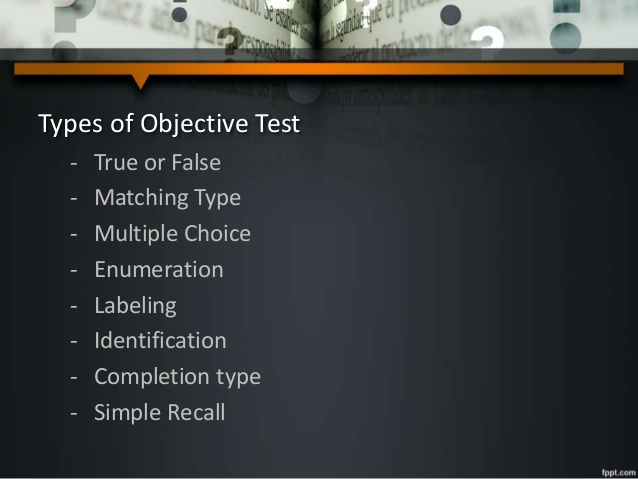 Types of Objective Test
- True or False
- Matching Type
- Multiple Choice
- Enumeration
- Labeling
- Identification
- Completion type
- Simple Recall
fppt.com